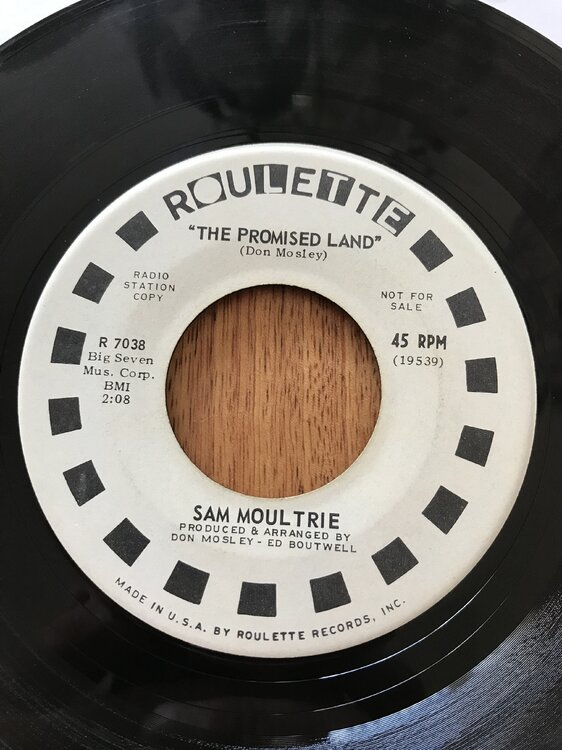 ROULETTE
"THE PROMISED LAND"
(Don Mosley)
RADIO
STATION
COPY
NOT FOR
SALE
R 7038
Big Seven
Mus. Corp.
BMI
2:08
45 RPM
(19539)
SAM MOULTRIE
PRODUCED & ARRANGED BY
DON MOSLEY - ED BOUTWELL
MADE IN U.S.A. BY ROULETTE RECORDS, INC.